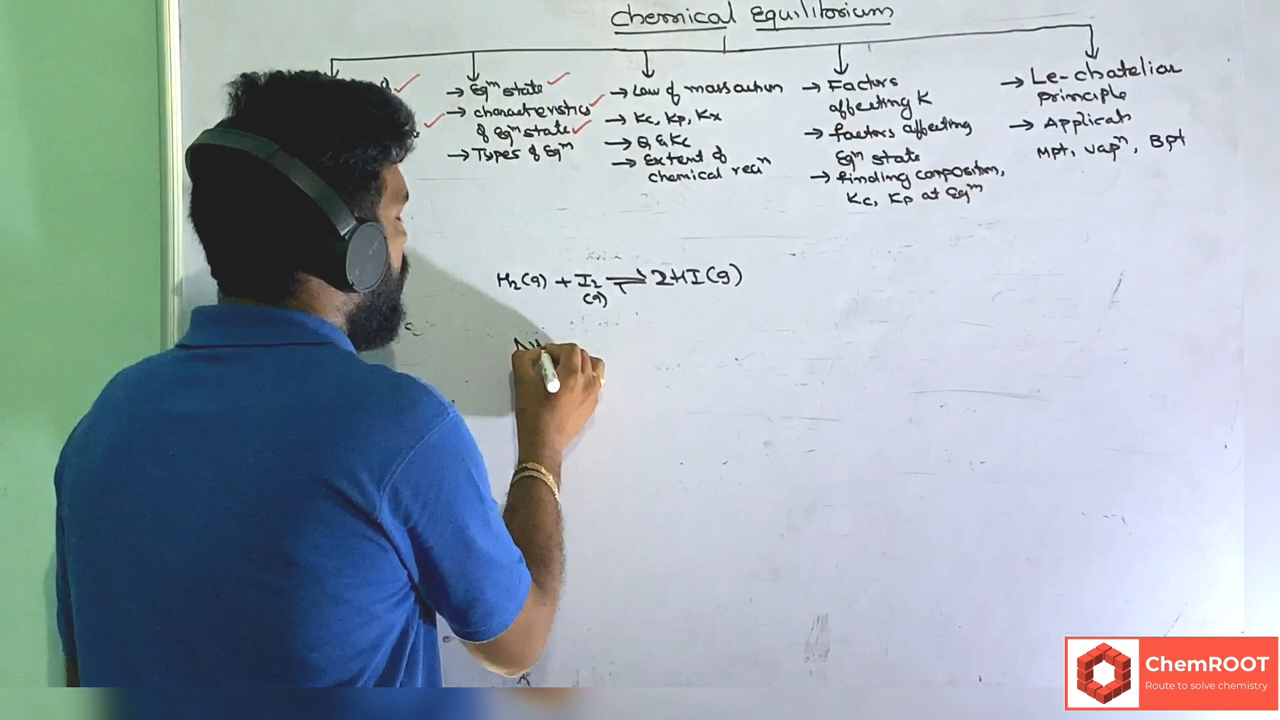 Chemical Equilibrium
→ Eqm state
→ characteristics
of Eqm state
→ Types of Eqm
→ Law of mass action
→ Kc, Kp, Kx
→ Q & Kc
→ Extent of
chemical reacn
→ Factors
affecting K
→ factors affecting
Eqm state
→ finding composition,
Kc, Kp at Eqm
→ Le-chatelier
principle
→ Applicatn
Mpt, vapn, Bpt
H2(g) + I2 ⇌ 2HI(g)
(g)
ChemROOT
Route to solve chemistry